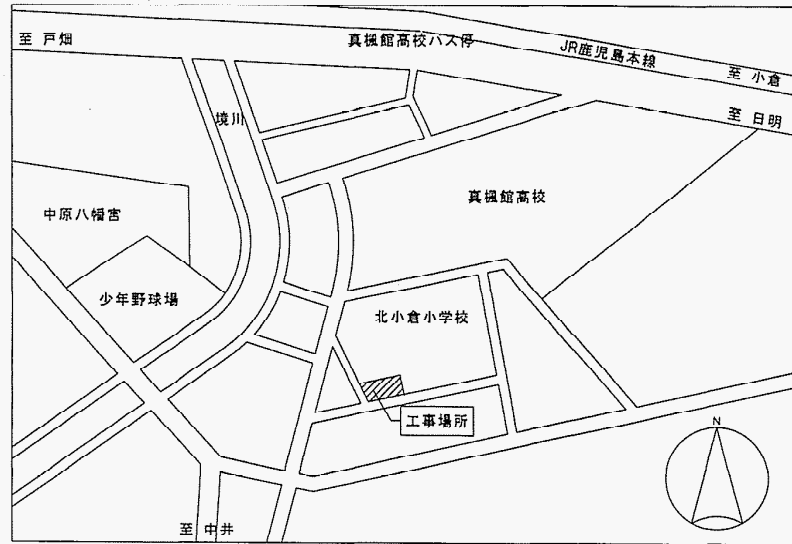 至 戸畑
真楓館高校バス停
JR鹿児島本線
至 小倉
至 日明
境川
真楓館高校
中原八幡宮
少年野球場
北小倉小学校
工事場所
N
至 中井